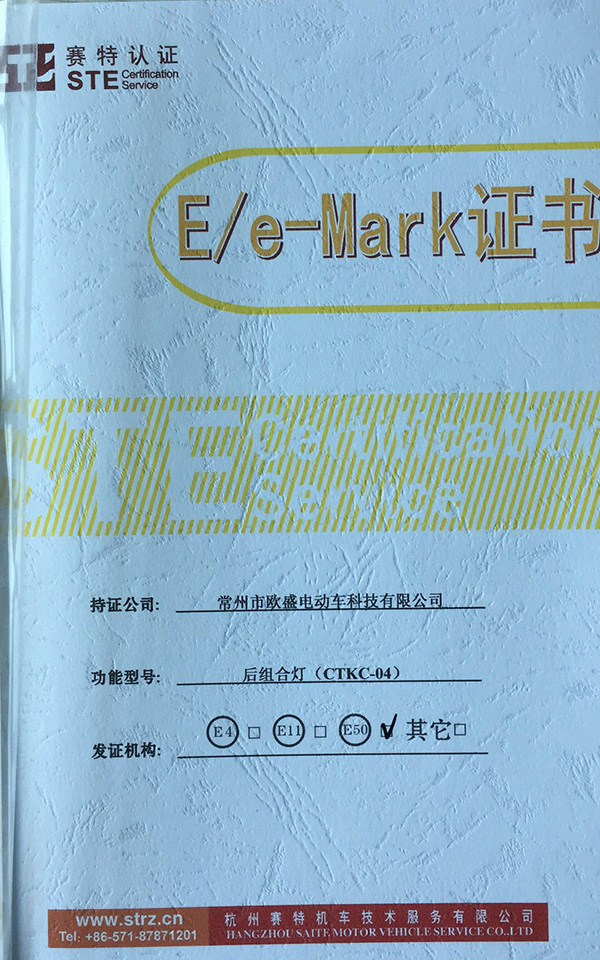 赛特认证
STE Certification Service
E/e-Mark证书
STE Certification
Service
持证公司: 常州市欧盛电动车科技有限公司
功能型号: 后组合灯（CTKC-04）
发证机构: E4 □ E11 □ E50 ☑ 其它□
www.strz.cn 杭州赛特机车技术服务有限公司
Tel: +86-571-87871201 HANGZHOU SAITE MOTOR VEHICLE SERVICE CO.,LTD